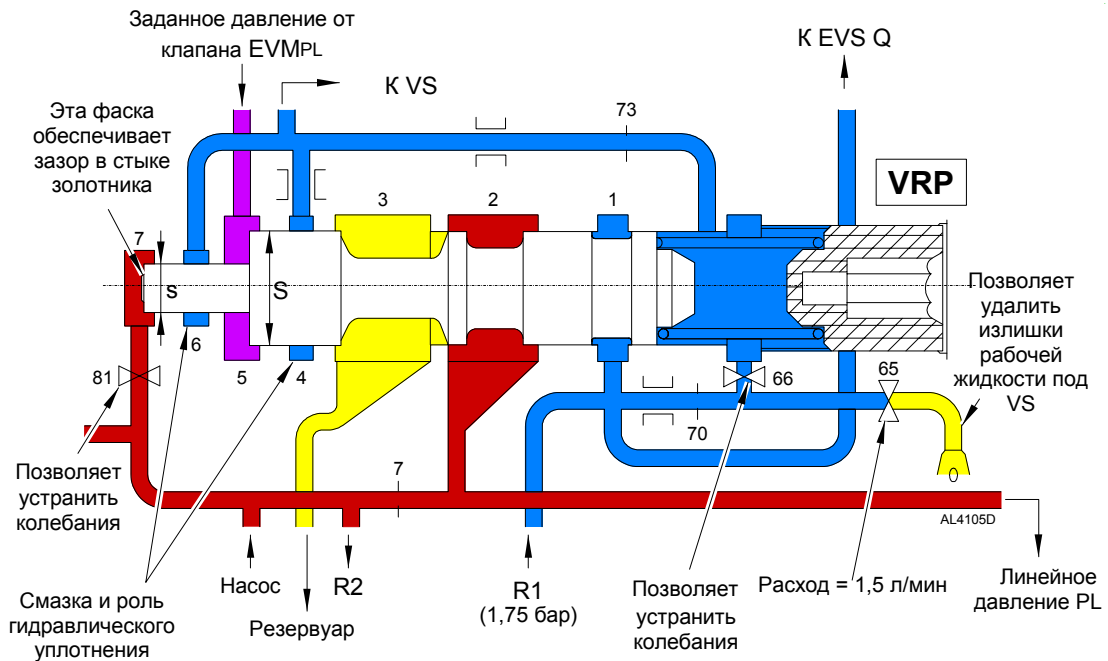 Заданное давление от
клапана EVMPL
К EVS Q
К VS
Эта фаска
обеспечивает
зазор в стыке
золотника
73
VRP
3
2
1
7
s
S
Позволяет
удалить
излишки
рабочей
жидкости под
VS
6
81
5
4
66
65
70
Позволяет
устранить
колебания
7
AL4105D
Насос
R2
R1
(1,75 бар)
Позволяет
устранить
колебания
Расход = 1,5 л/мин
Линейное
давление PL
Смазка и роль
гидравлического
уплотнения
Резервуар